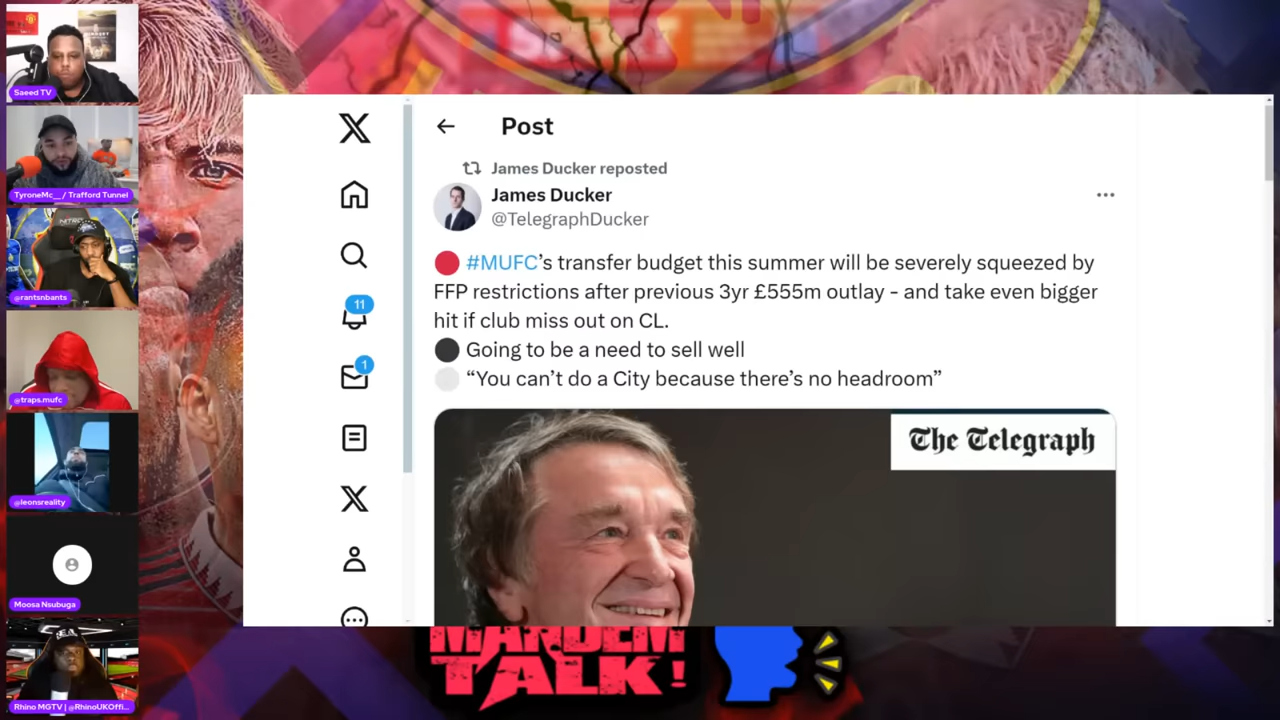 Saeed TV
TyroneMc__/ Trafford Tunnel
@rantsnbants
@traps.mufc
@leonsreality
Moosa Nsubuga
Rhino MGTV | @RhinoUKOffi...
11
1
Post
James Ducker reposted
James Ducker
@TelegraphDucker
#MUFC's transfer budget this summer will be severely squeezed by
FFP restrictions after previous 3yr £555m outlay - and take even bigger
hit if club miss out on CL.
Going to be a need to sell well
“You can't do a City because there's no headroom”
The Telegraph
MANDEM
TALK!